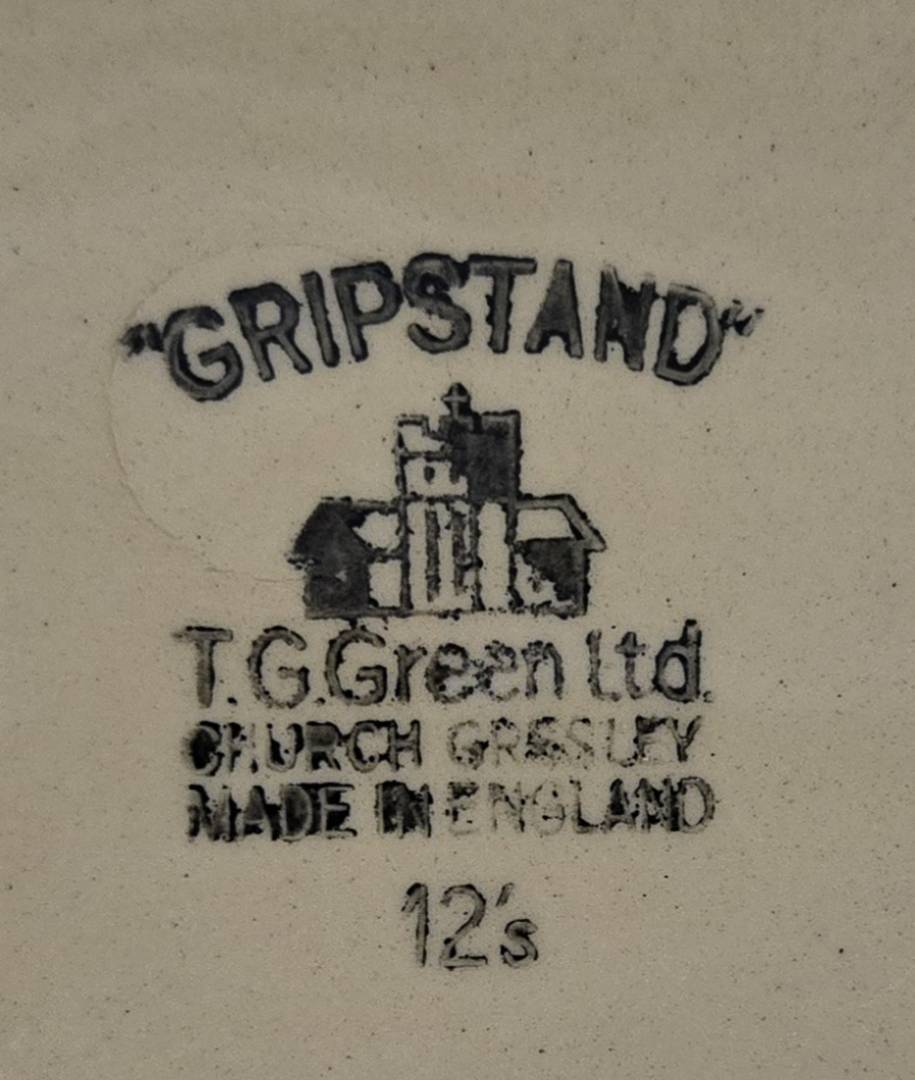 "GRIPSTAND"
T.G.Green Ltd.
CHURCH GRESLEY
MADE IN ENGLAND
12's